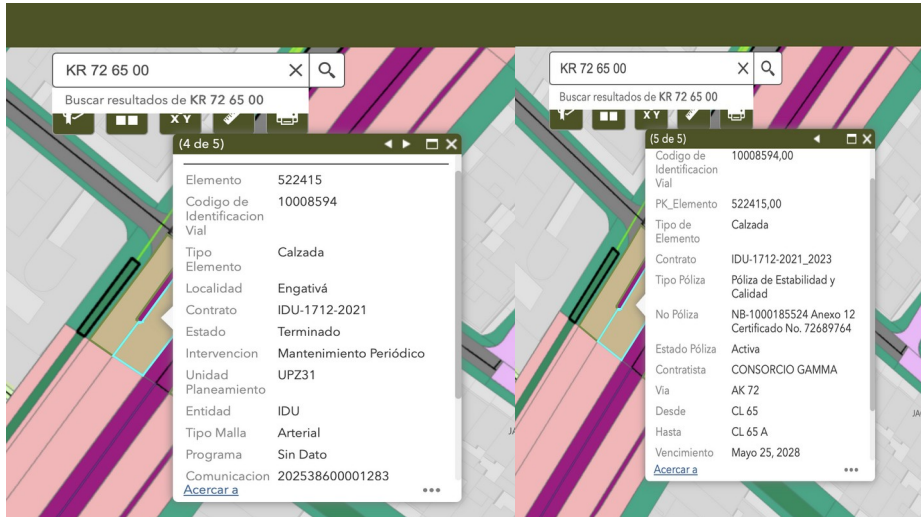 KR 72 65 00
Buscar resultados de KR 72 65 00
X Y
(4 de 5)
Elemento 522415
Codigo de Identificacion Vial 10008594
Tipo Elemento Calzada
Localidad Engativá
Contrato IDU-1712-2021
Estado Terminado
Intervencion Mantenimiento Periódico
Unidad Planeamiento UPZ31
Entidad IDU
Tipo Malla Arterial
Programa Sin Dato
Comunicacion 202538600001283
Acercar a
KR 72 65 00
Buscar resultados de KR 72 65 00
X Y
(5 de 5)
Codigo de Identificacion Vial 10008594,00
PK_Elemento 522415,00
Tipo de Elemento Calzada
Contrato IDU-1712-2021_2023
Tipo Póliza Póliza de Estabilidad y Calidad
No Póliza NB-1000185524 Anexo 12 Certificado No. 72689764
Estado Póliza Activa
Contratista CONSORCIO GAMMA
Via AK 72
Desde CL 65
Hasta CL 65 A
Vencimiento Mayo 25, 2028
Acercar a